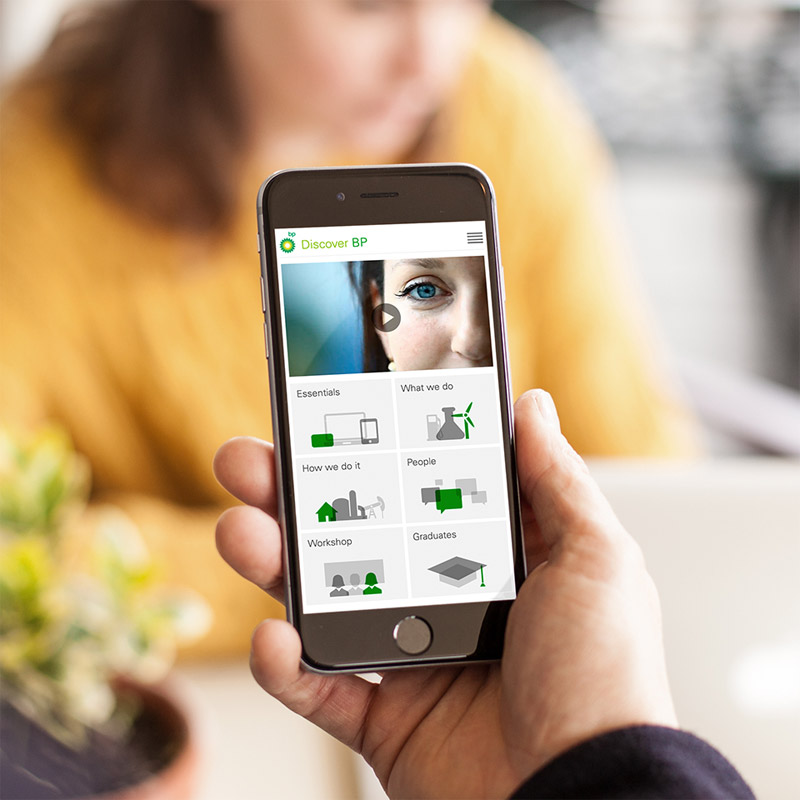 bp
Discover BP
Essentials
What we do
How we do it
People
Workshop
Graduates